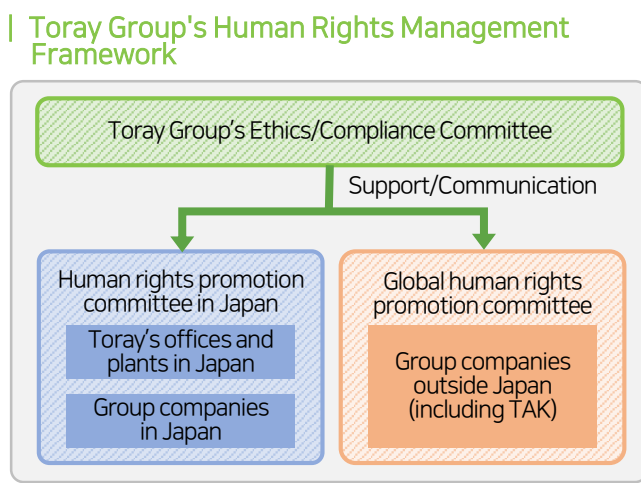 Toray Group's Human Rights Management
Framework
Toray Group's Ethics/Compliance Committee
Support/Communication
Human rights promotion
committee in Japan
Toray's offices and
plants in Japan
Group companies
in Japan
Global human rights
promotion committee
Group companies
outside Japan
(including TAK)